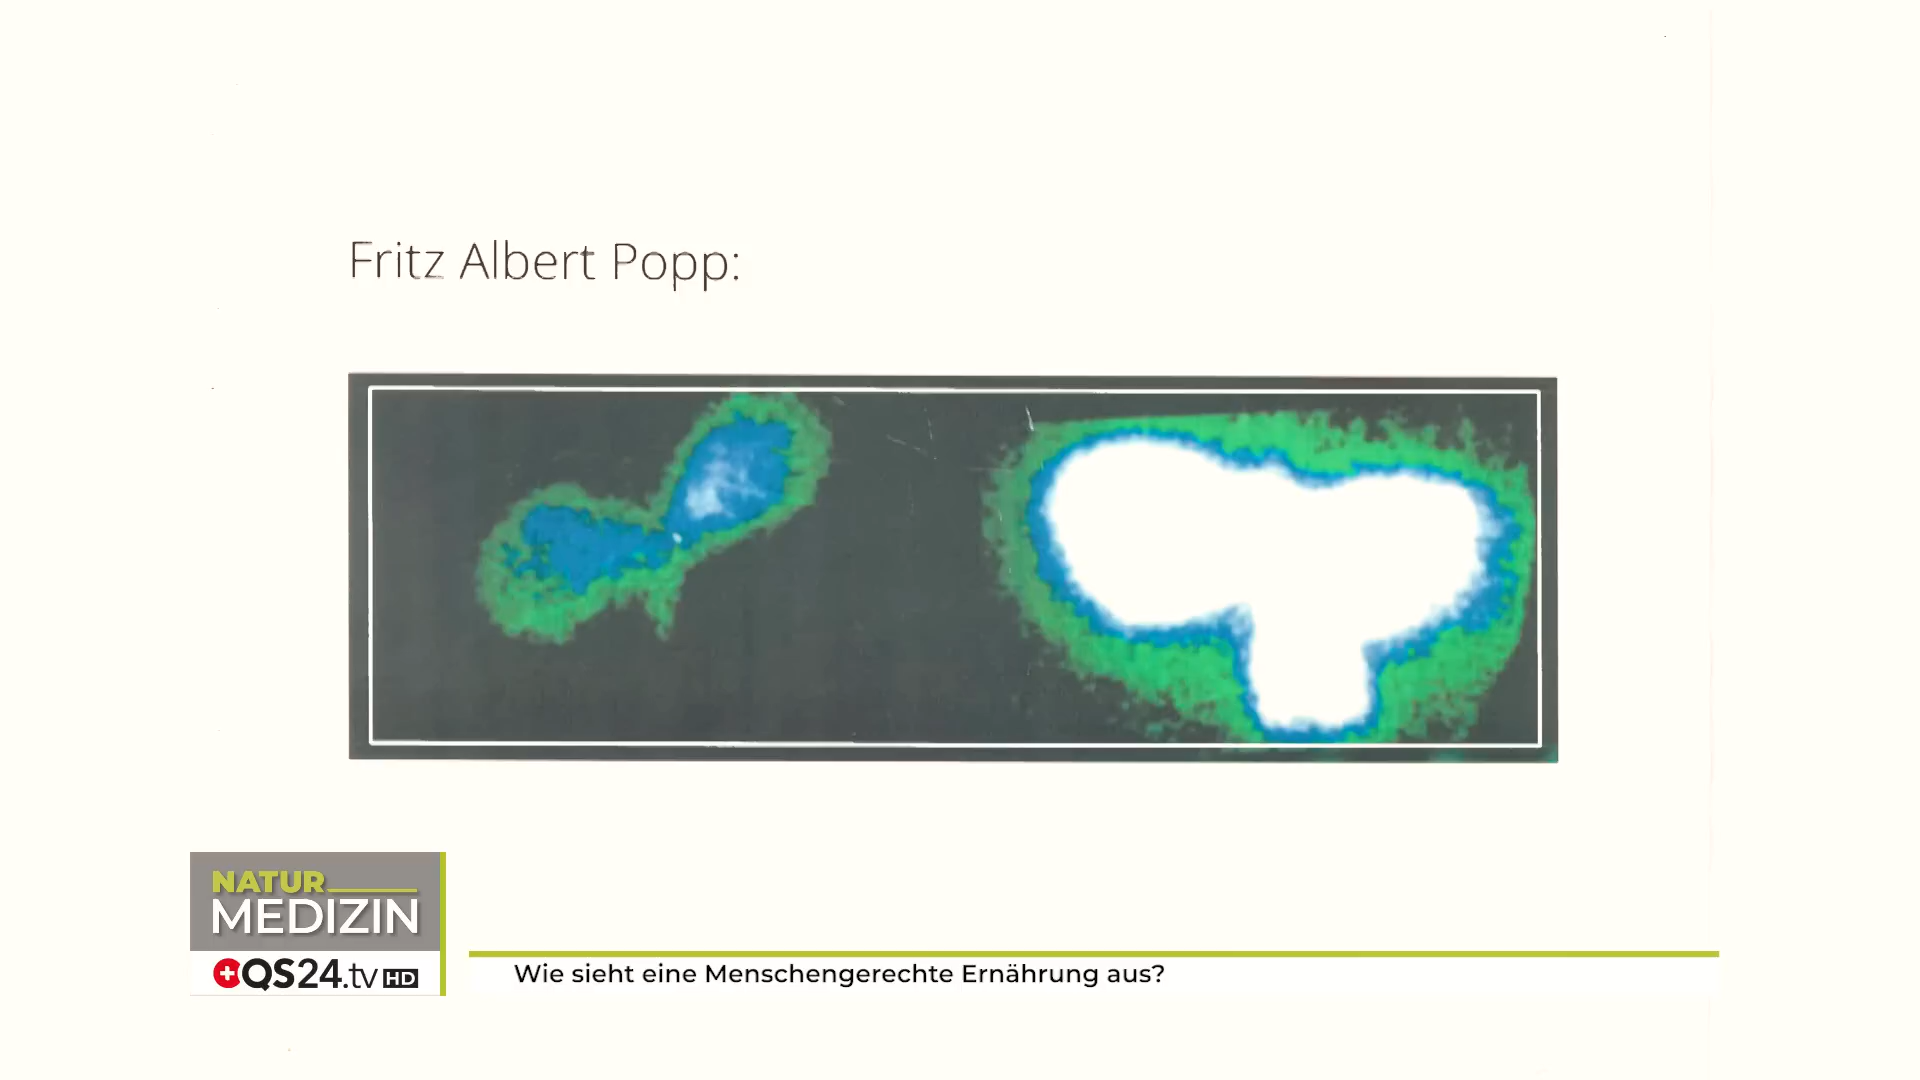 Fritz Albert Popp:
NATUR
MEDIZIN
QS24.tv HD
Wie sieht eine Menschengerechte Ernährung aus?